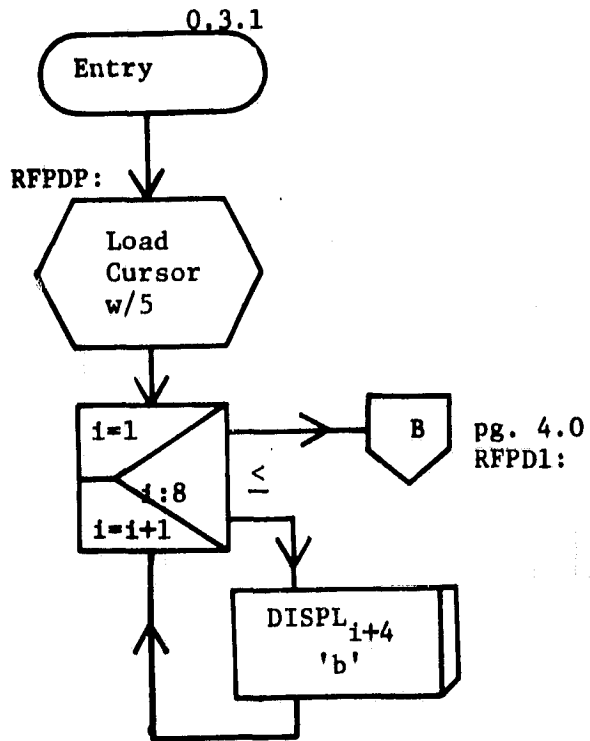 0.3.1
Entry
RFPDP:
Load
Cursor
w/5
i=1
i:8
i=i+1
≤
B
pg. 4.0
RFPD1:
DISPL i+4
'b'